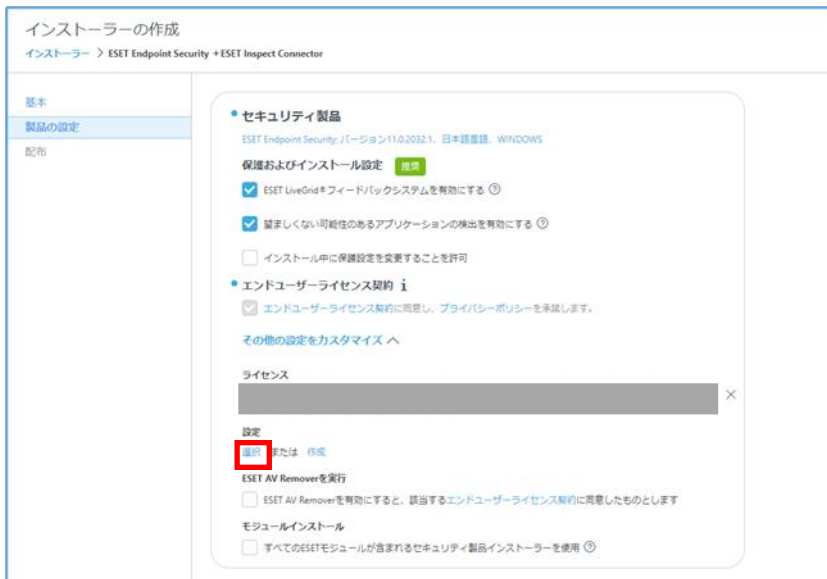 インストーラーの作成
インストーラー > ESET Endpoint Security +ESET Inspect Connector
基本
製品の設定
配布
セキュリティ製品
ESET Endpoint Security; バージョン11.0.2032.1、日本語言語、WINDOWS
保護およびインストール設定 推奨
ESET LiveGrid®フィードバックシステムを有効にする ?
望ましくない可能性のあるアプリケーションの検出を有効にする ?
インストール中に保護設定を変更することを許可
エンドユーザーライセンス契約 i
エンドユーザーライセンス契約に同意し、プライバシーポリシーを承諾します。
その他の設定をカスタマイズ
ライセンス
設定
選択 または 作成
ESET AV Removerを実行
ESET AV Removerを有効にすると、該当するエンドユーザーライセンス契約に同意したものとします
モジュールインストール
すべてのESETモジュールが含まれるセキュリティ製品インストーラーを使用 ?